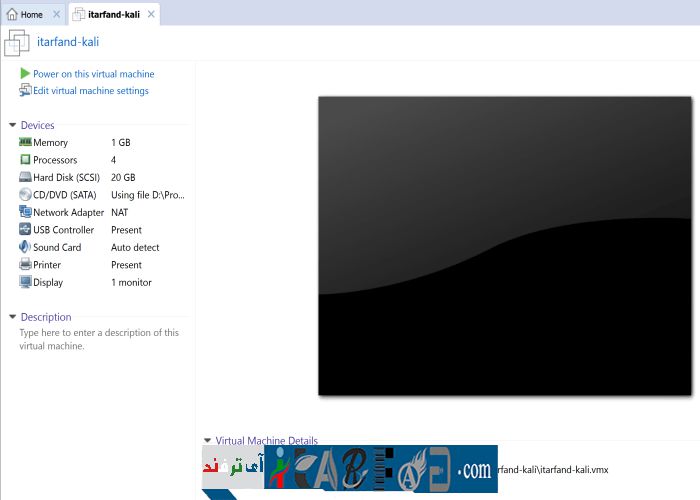 Home
itarfand-kali
itarfand-kali
Power on this virtual machine
Edit virtual machine settings
Devices
Memory 1 GB
Processors 4
Hard Disk (SCSI) 20 GB
CD/DVD (SATA) Using file D:\Pro...
Network Adapter NAT
USB Controller Present
Sound Card Auto detect
Printer Present
Display 1 monitor
Description
Type here to enter a description of this
virtual machine.
Virtual Machine Details
آی ترفند iTARFAND.com
rfand-kali\itarfand-kali.vmx